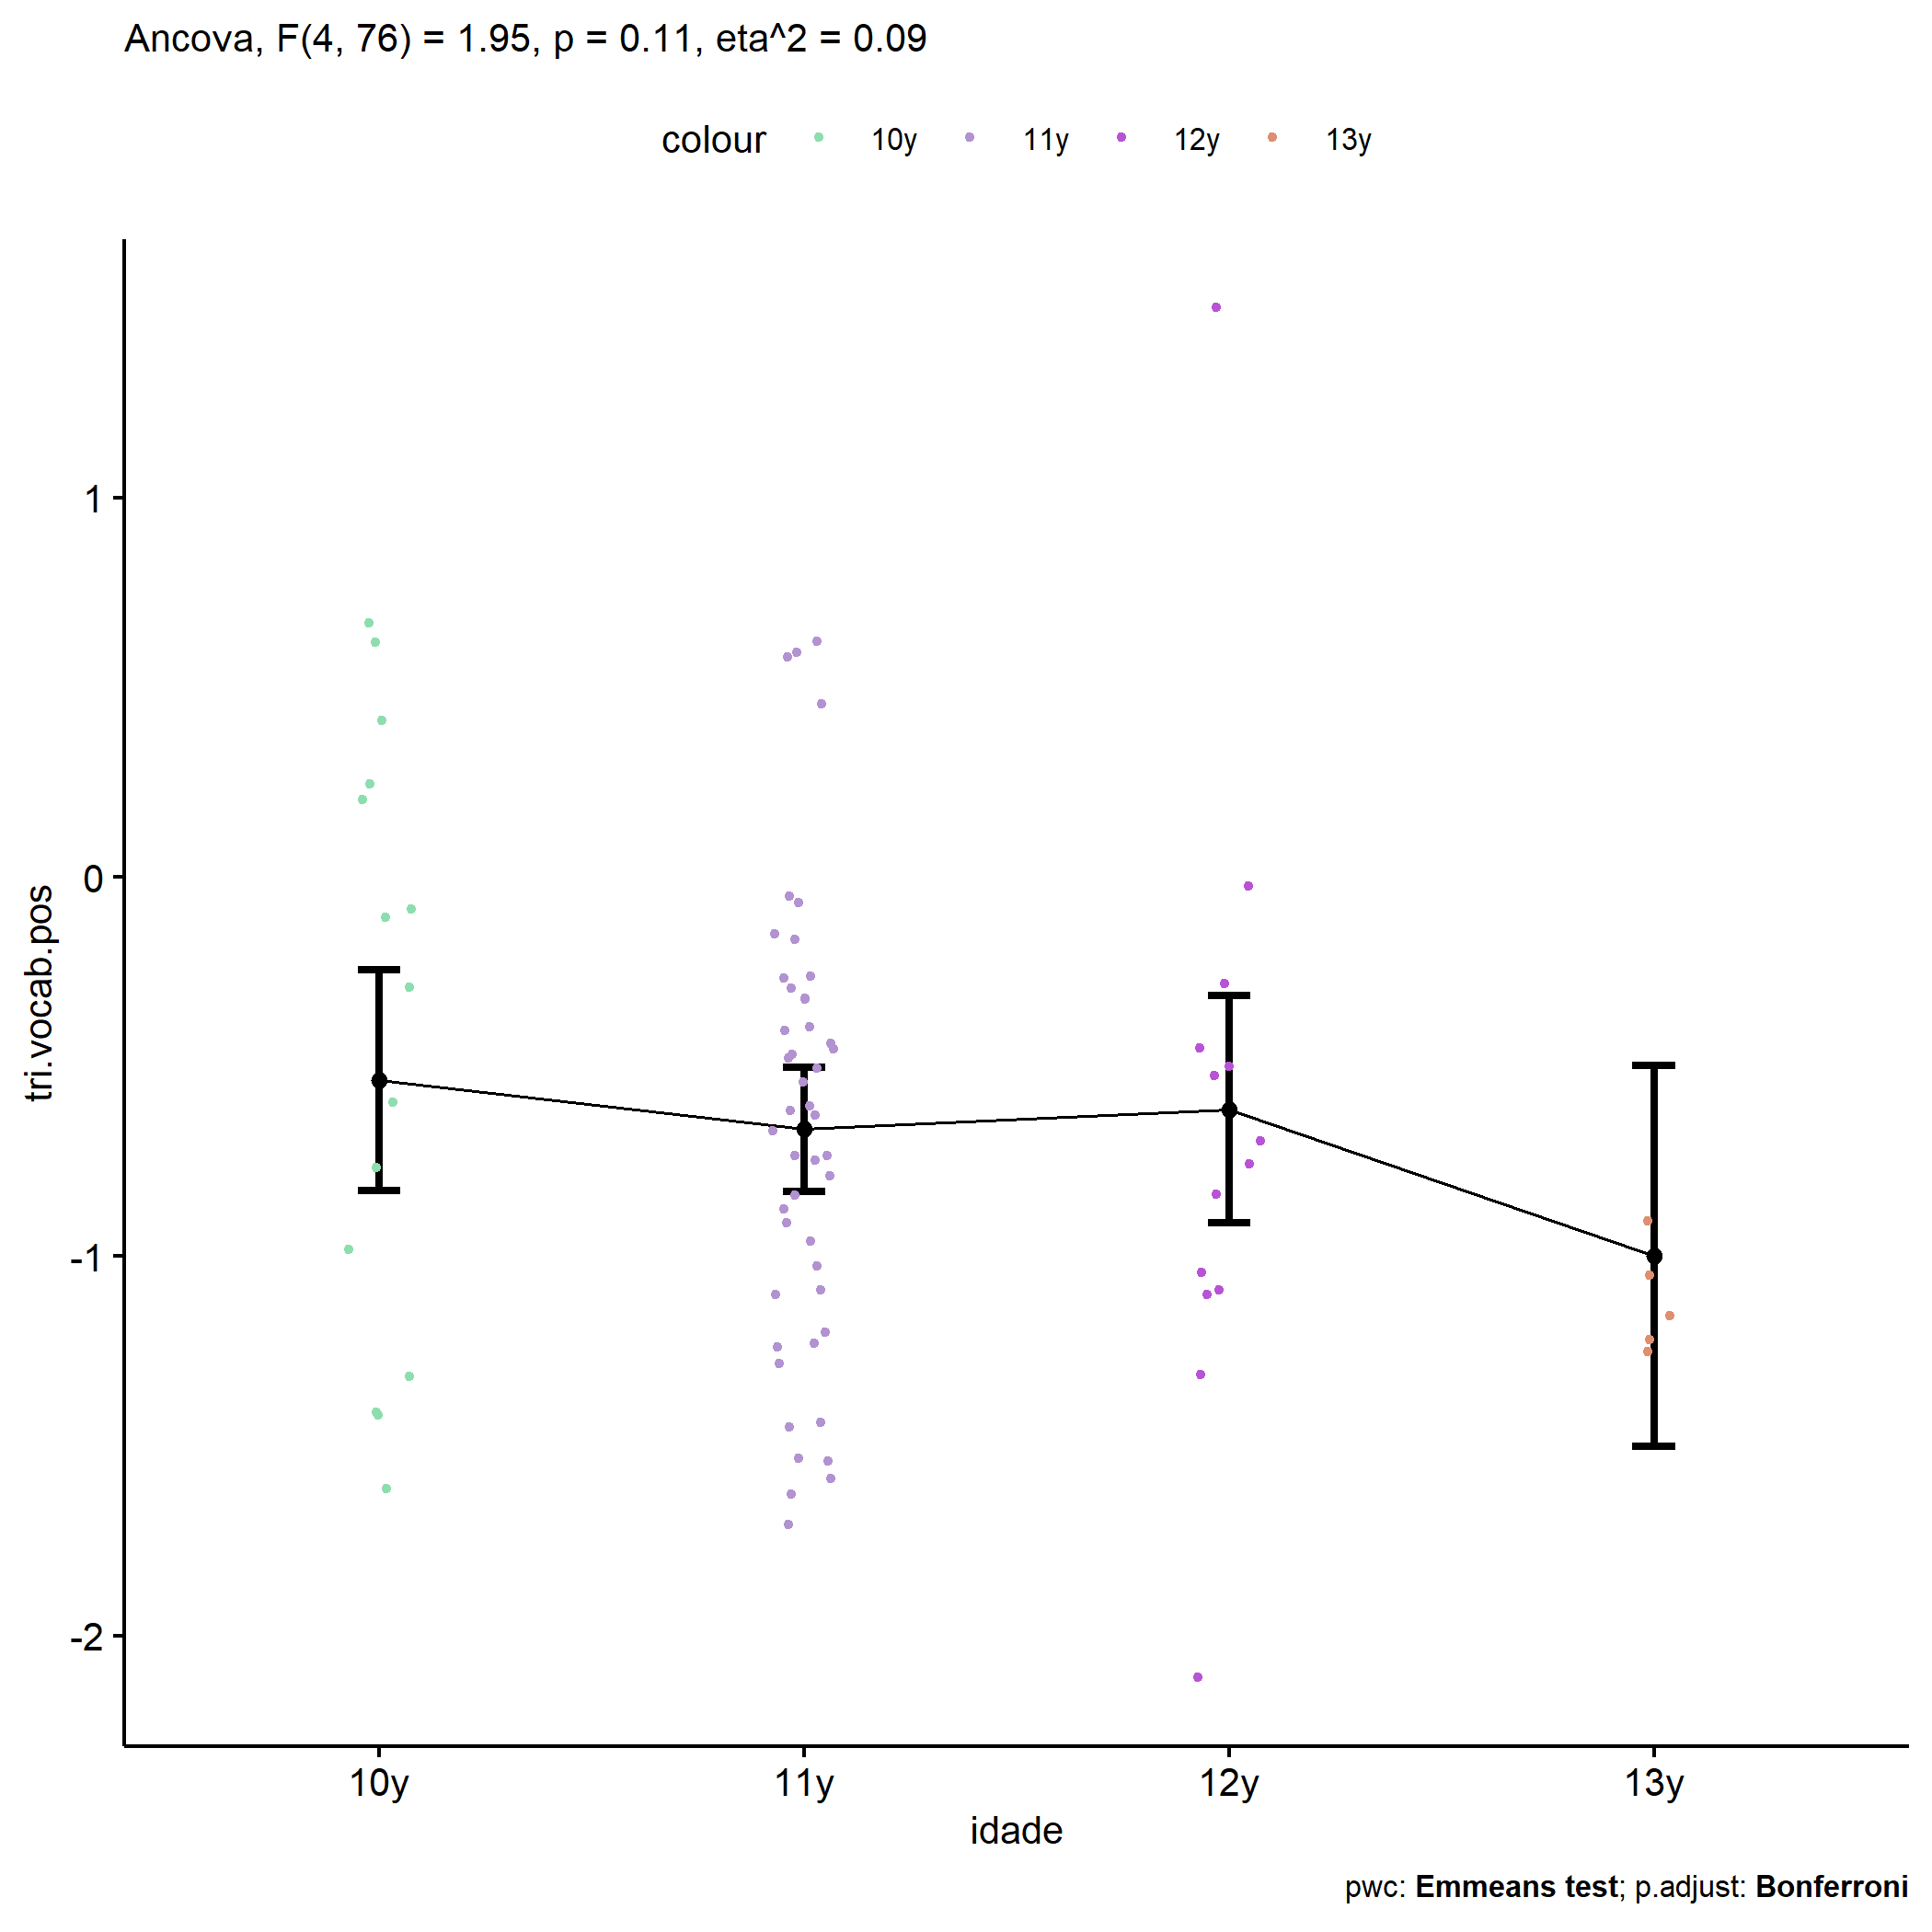 Ancova, F(4, 76) = 1.95, p = 0.11, eta^2 = 0.09
colour 10y 11y 12y 13y
1
0
-1
-2
tri.vocab.pos
10y 11y 12y 13y
idade
pwc: Emmeans test; p.adjust: Bonferroni